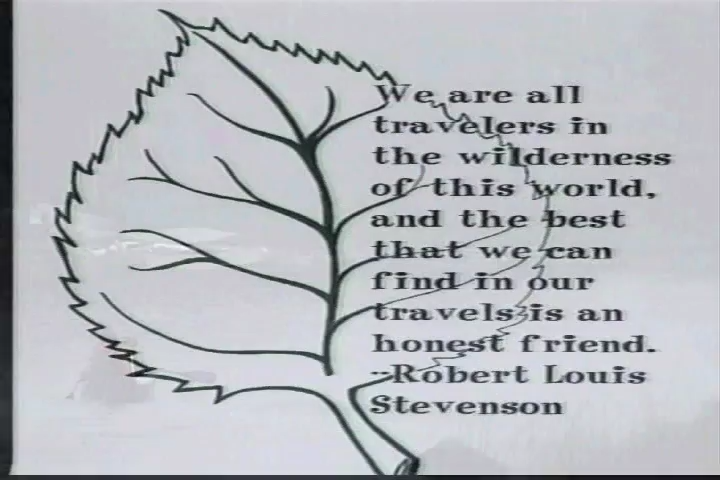 We are all
travelers in
the wilderness
of this world,
and the best
that we can
find in our
travels is an
honest friend.
--Robert Louis
Stevenson